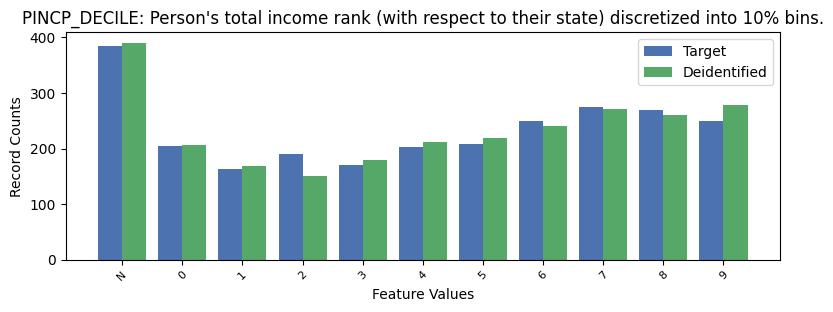 PINCP_DECILE: Person's total income rank (with respect to their state) discretized into 10% bins.
400
300
200
100
0
Record Counts
Target
Deidentified
N 0 1 2 3 4 5 6 7 8 9
Feature Values